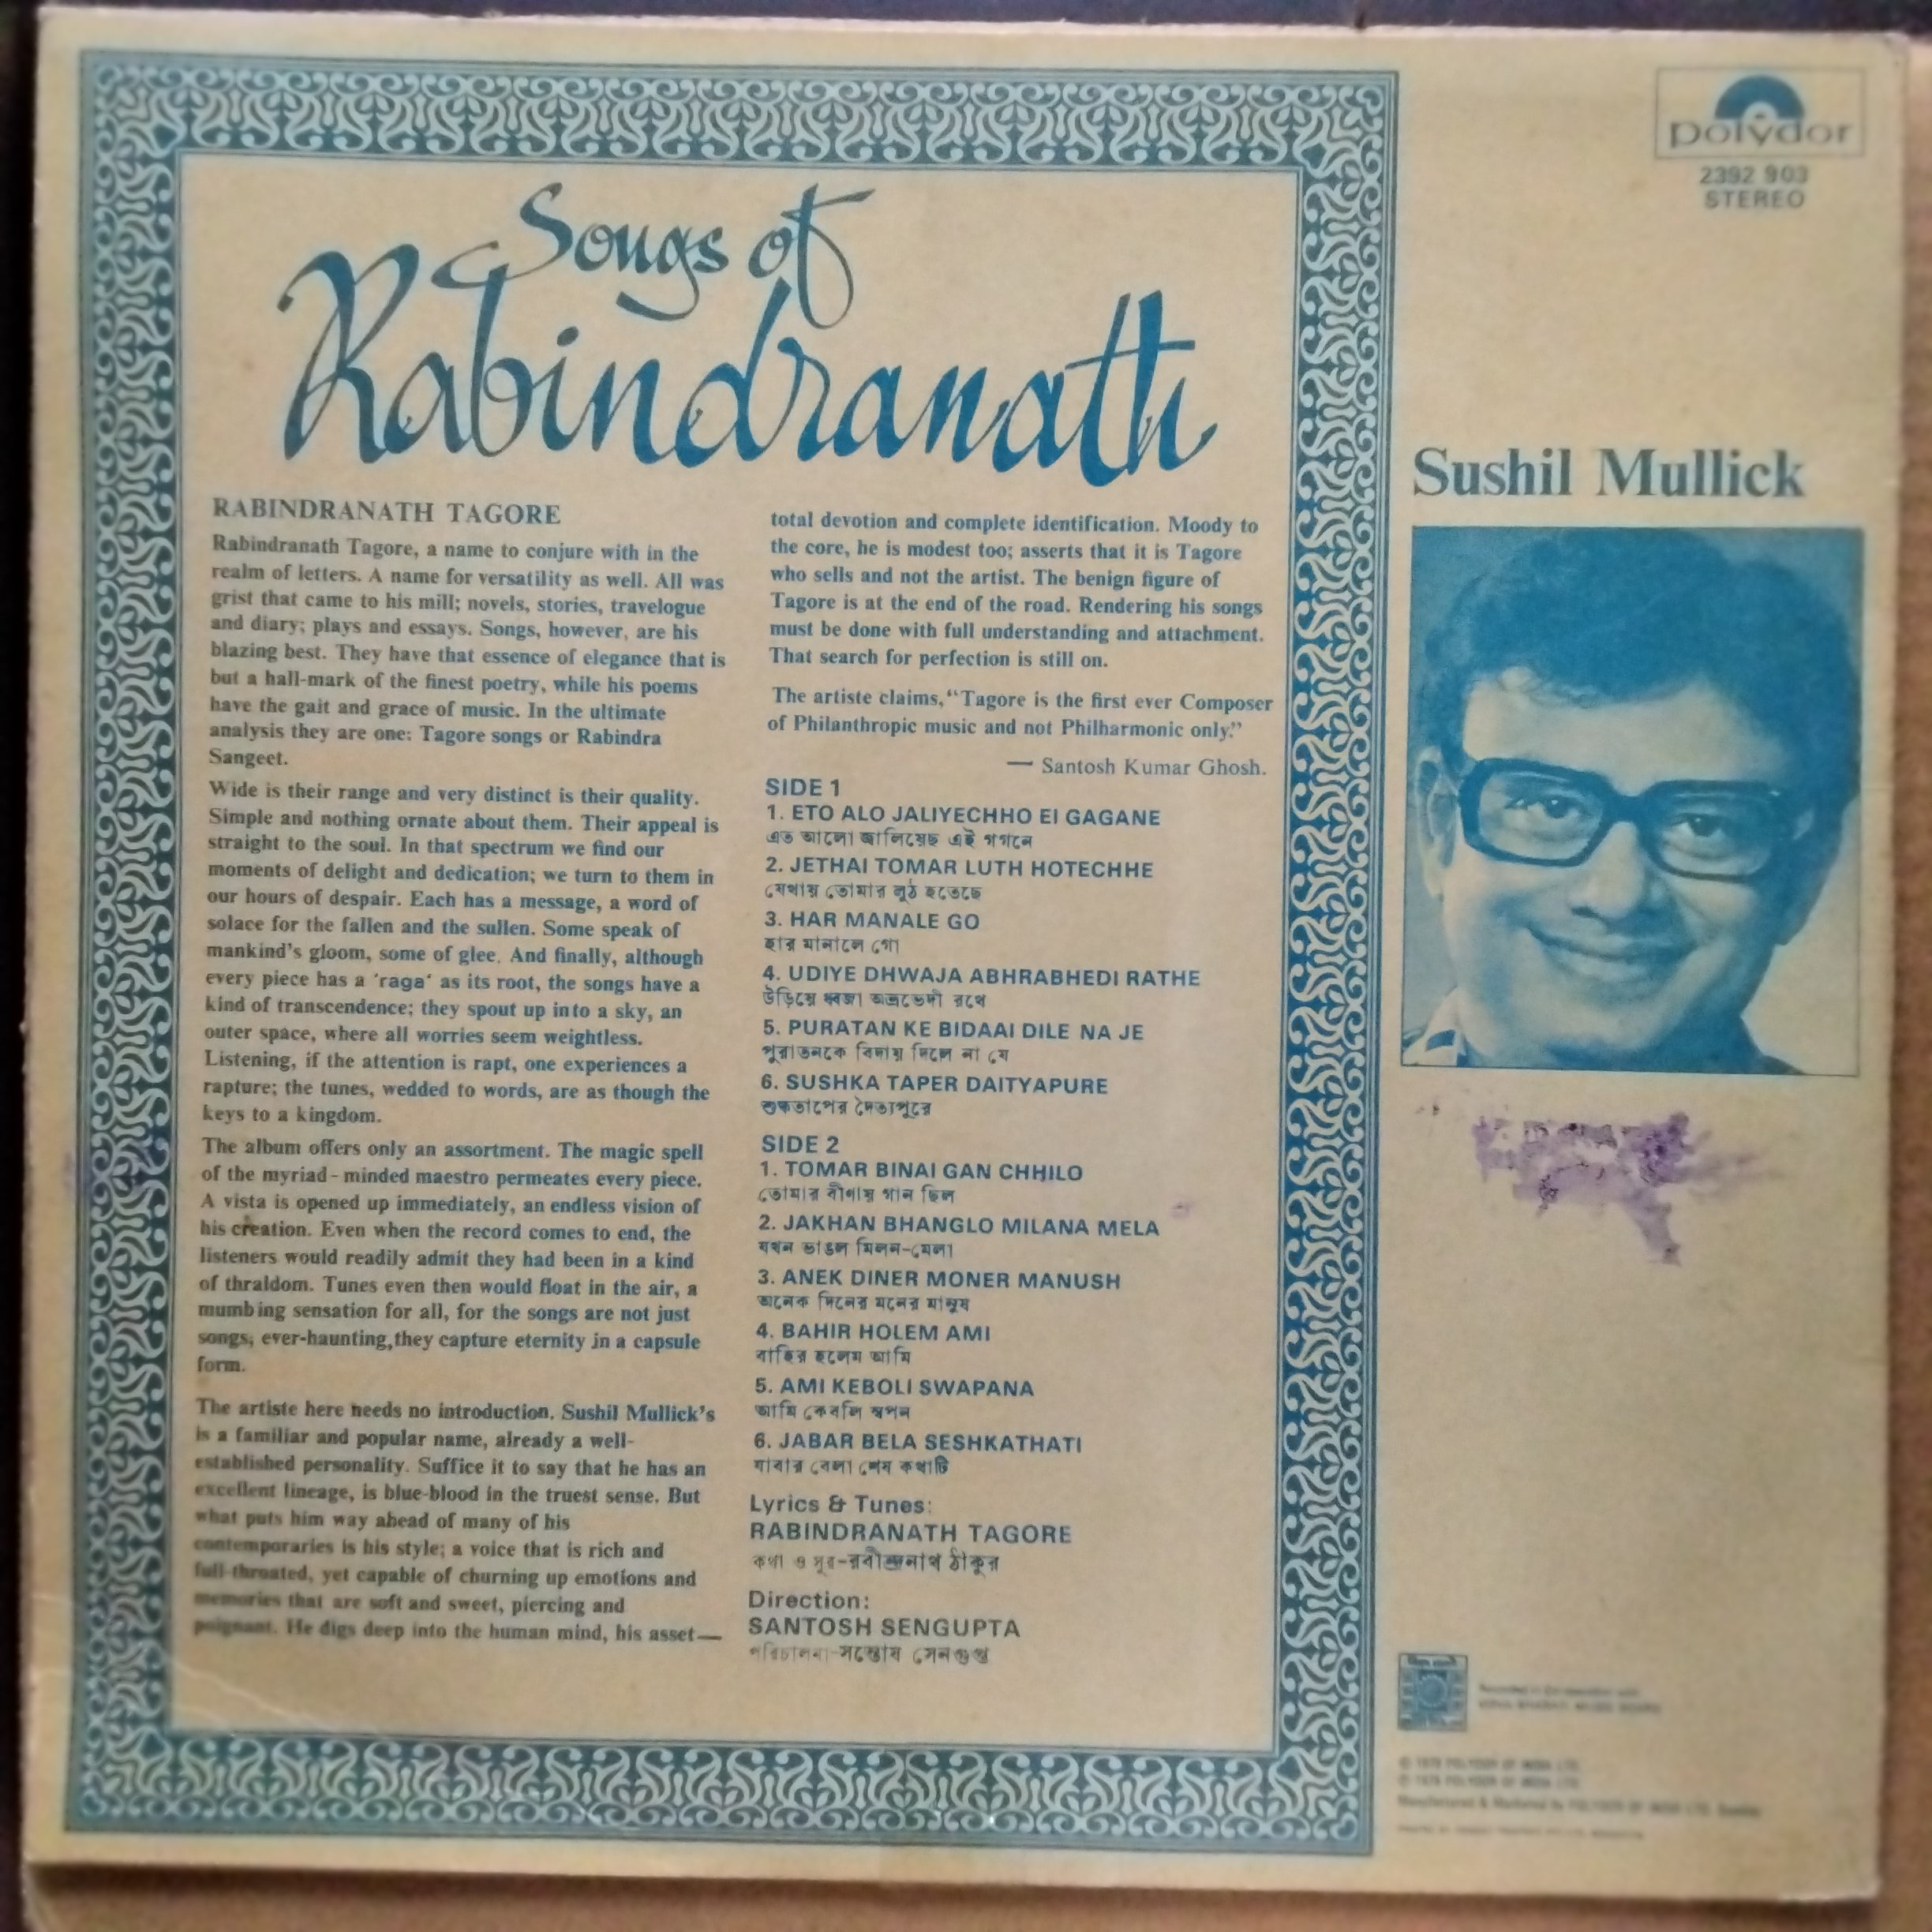 Songs of
Rabindranath
RABINDRANATH TAGORE
Rabindranath Tagore, a name to conjure with in the
realm of letters. A name for versatility as well. All was
grist that came to his mill; novels, stories, travelogue
and diary; plays and essays. Songs, however, are his
blazing best. They have that essence of elegance that is
but a hall-mark of the finest poetry, while his poems
have the gait and grace of music. In the ultimate
analysis they are one: Tagore songs or Rabindra
Sangeet.
Wide is their range and very distinct is their quality.
Simple and nothing ornate about them. Their appeal is
straight to the soul. In that spectrum we find our
moments of delight and dedication; we turn to them in
our hours of despair. Each has a message, a word of
solace for the fallen and the sullen. Some speak of
mankind's gloom, some of glee. And finally, although
every piece has a 'raga' as its root, the songs have a
kind of transcendence; they spout up into a sky, an
outer space, where all worries seem weightless.
Listening, if the attention is rapt, one experiences a
rapture; the tunes, wedded to words, are as though the
keys to a kingdom.
The album offers only an assortment. The magic spell
of the myriad-minded maestro permeates every piece.
A vista is opened up immediately, an endless vision of
his creation. Even when the record comes to end, the
listeners would readily admit they had been in a kind
of thraldom. Tunes even then would float in the air, a
mumbing sensation for all, for the songs are not just
songs, ever-haunting, they capture eternity in a capsule
form.
The artiste here needs no introduction. Sushil Mullick's
is a familiar and popular name, already a well-
established personality. Suffice it to say that he has an
excellent lineage, is blue-blood in the truest sense. But
what puts him way ahead of many of his
contemporaries is his style; a voice that is rich and
full-throated, yet capable of churning up emotions and
memories that are soft and sweet, piercing and
poignant. He digs deep into the human mind, his asset—
total devotion and complete identification. Moody to
the core, he is modest too; asserts that it is Tagore
who sells and not the artist. The benign figure of
Tagore is at the end of the road. Rendering his songs
must be done with full understanding and attachment.
That search for perfection is still on.
The artiste claims, "Tagore is the first ever Composer
of Philanthropic music and not Philharmonic only."
— Santosh Kumar Ghosh.
SIDE 1
1. ETO ALO JALIYECHHO EI GAGANE
এত আলো জ্বালিয়েছ এই গগনে
2. JETHAI TOMAR LUTH HOTECHHE
যেথায় তোমার লুঠ হতেছে
3. HAR MANALE GO
হার মানালে গো
4. UDIYE DHWAJA ABHRABHEDI RATHE
উড়িয়ে ধ্বজা অভ্রভেদী রথে
5. PURATAN KE BIDAAI DILE NA JE
পুরাতনকে বিদায় দিলে না যে
6. SUSHKA TAPER DAITYAPURE
শুষ্কতাপের দৈত্যপুরে
SIDE 2
1. TOMAR BINAI GAN CHHILO
তোমার বীণায় গান ছিল
2. JAKHAN BHANGLO MILANA MELA
যখন ভাঙল মিলন-মেলা
3. ANEK DINER MONER MANUSH
অনেক দিনের মনের মানুষ
4. BAHIR HOLEM AMI
বাহির হলেম আমি
5. AMI KEBOLI SWAPANA
আমি কেবলি স্বপন
6. JABAR BELA SESHKATHATI
যাবার বেলা শেষ কথাটি
Lyrics & Tunes:
RABINDRANATH TAGORE
কথা ও সুর-রবীন্দ্রনাথ ঠাকুর
Direction:
SANTOSH SENGUPTA
পরিচালনা-সন্তোষ সেনগুপ্ত
polydor
2392 903
STEREO
Sushil Mullick
Recorded in Co-operation with
VISVA-BHARATI MUSIC BOARD
POLYDOR OF INDIA LTD.
POLYDOR OF INDIA LTD.
Manufactured & Marketed by POLYDOR OF INDIA LTD.